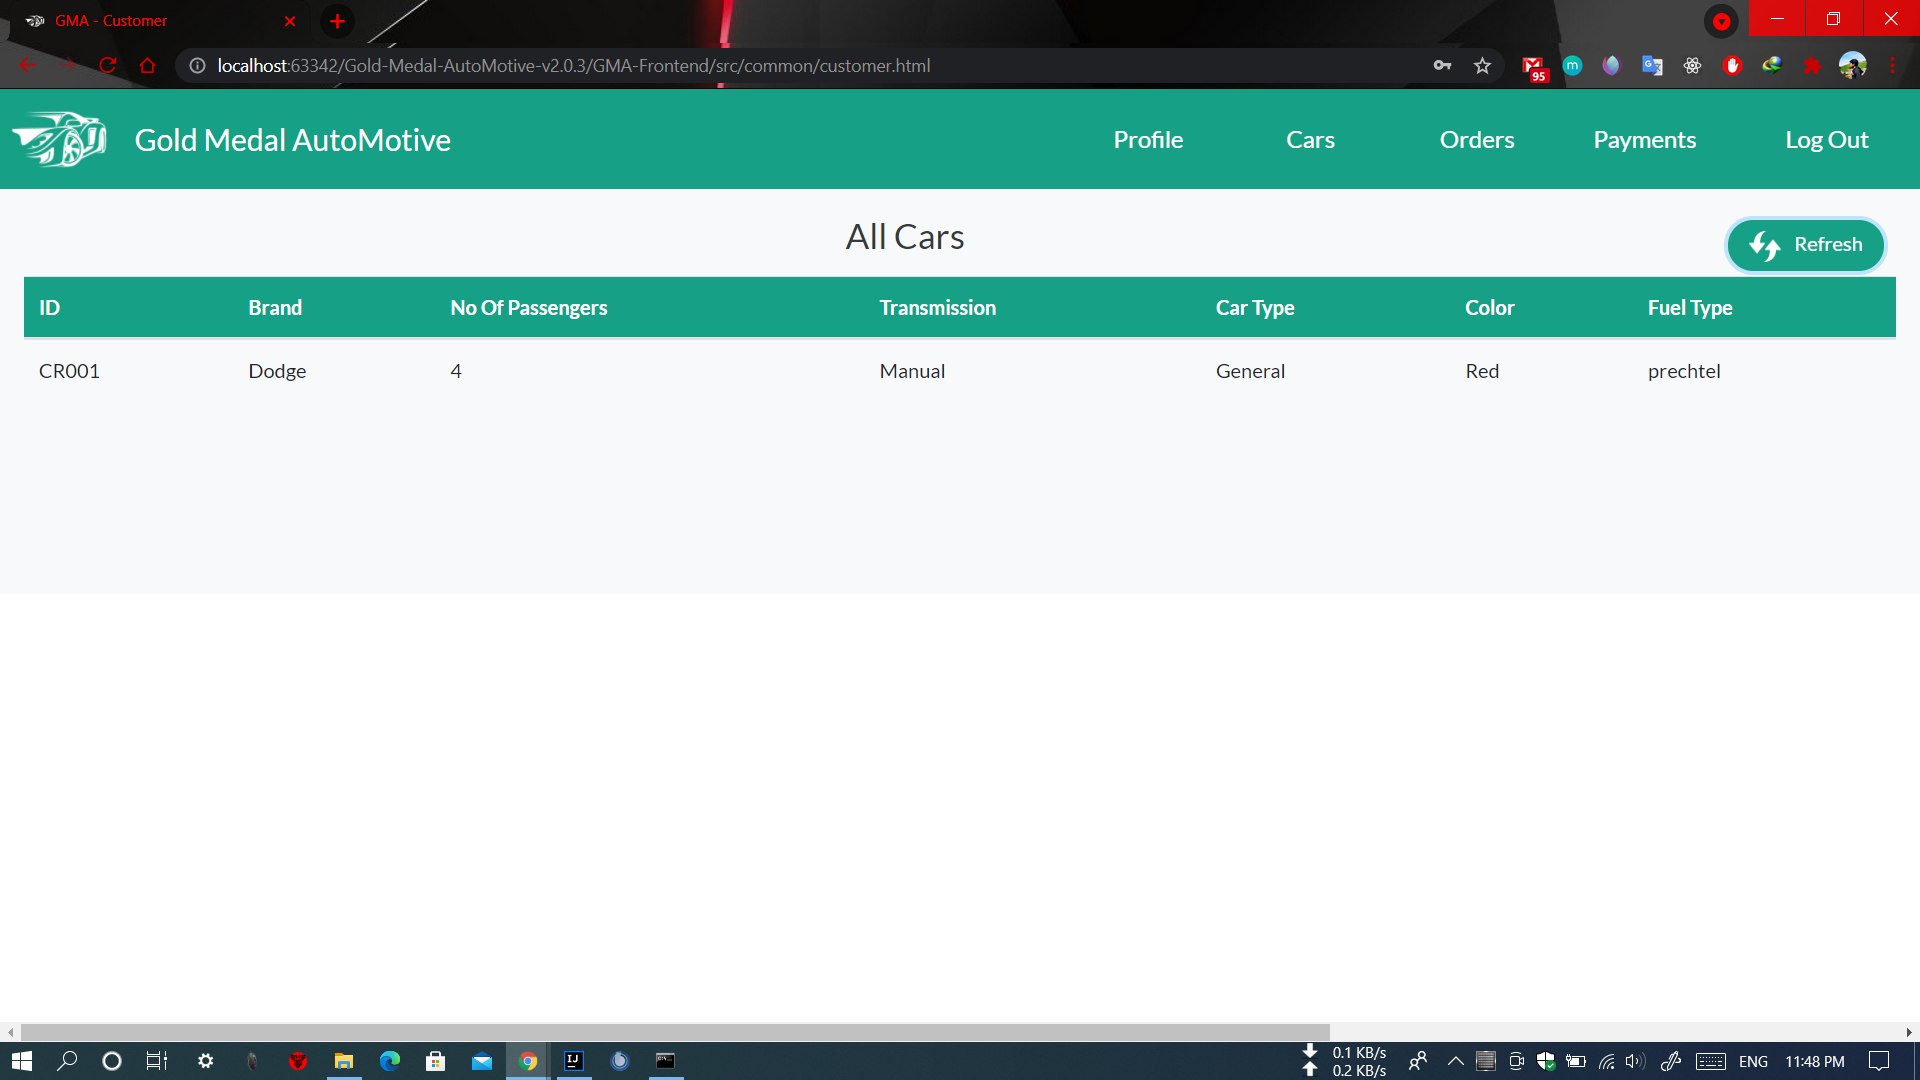 GMA - Customer
localhost:63342/Gold-Medal-AutoMotive-v2.0.3/GMA-Frontend/src/common/customer.html
95
m
Gold Medal AutoMotive Profile Cars Orders Payments Log Out
All Cars
Refresh
ID Brand No Of Passengers Transmission Car Type Color Fuel Type
CR001 Dodge 4 Manual General Red prechtel
IJ
0.1 KB/s
0.2 KB/s
ENG 11:48 PM